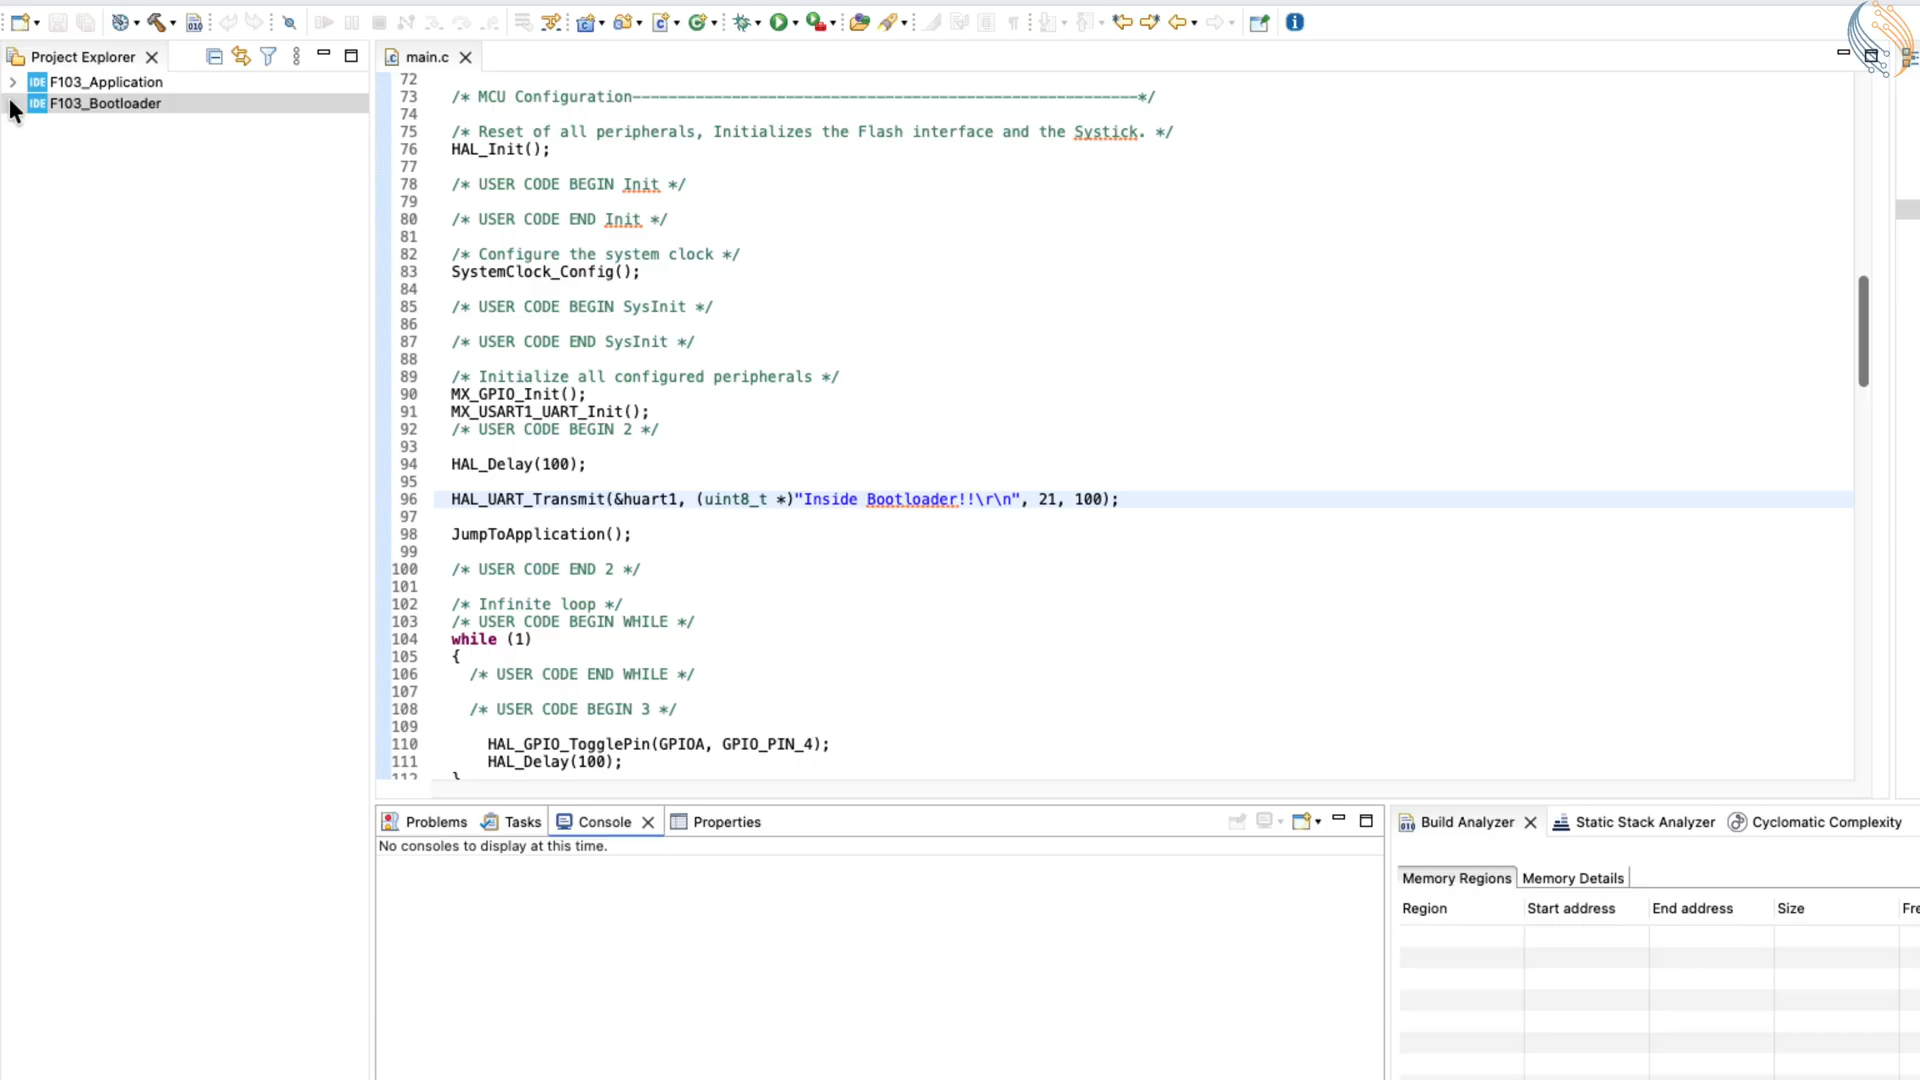 Project Explorer
main.c
F103_Application
F103_Bootloader
72
73 /* MCU Configuration--------------------------------------------------------*/
74
75 /* Reset of all peripherals, Initializes the Flash interface and the Systick. */
76 HAL_Init();
77
78 /* USER CODE BEGIN Init */
79
80 /* USER CODE END Init */
81
82 /* Configure the system clock */
83 SystemClock_Config();
84
85 /* USER CODE BEGIN SysInit */
86
87 /* USER CODE END SysInit */
88
89 /* Initialize all configured peripherals */
90 MX_GPIO_Init();
91 MX_USART1_UART_Init();
92 /* USER CODE BEGIN 2 */
93
94 HAL_Delay(100);
95
96 HAL_UART_Transmit(&huart1, (uint8_t *)"Inside Bootloader!!\r\n", 21, 100);
97
98 JumpToApplication();
99
100 /* USER CODE END 2 */
101
102 /* Infinite loop */
103 /* USER CODE BEGIN WHILE */
104 while (1)
105 {
106 /* USER CODE END WHILE */
107
108 /* USER CODE BEGIN 3 */
109
110 HAL_GPIO_TogglePin(GPIOA, GPIO_PIN_4);
111 HAL_Delay(100);
112 }
Problems Tasks Console Properties
No consoles to display at this time.
Build Analyzer Static Stack Analyzer Cyclomatic Complexity
Memory Regions Memory Details
Region Start address End address Size Fre